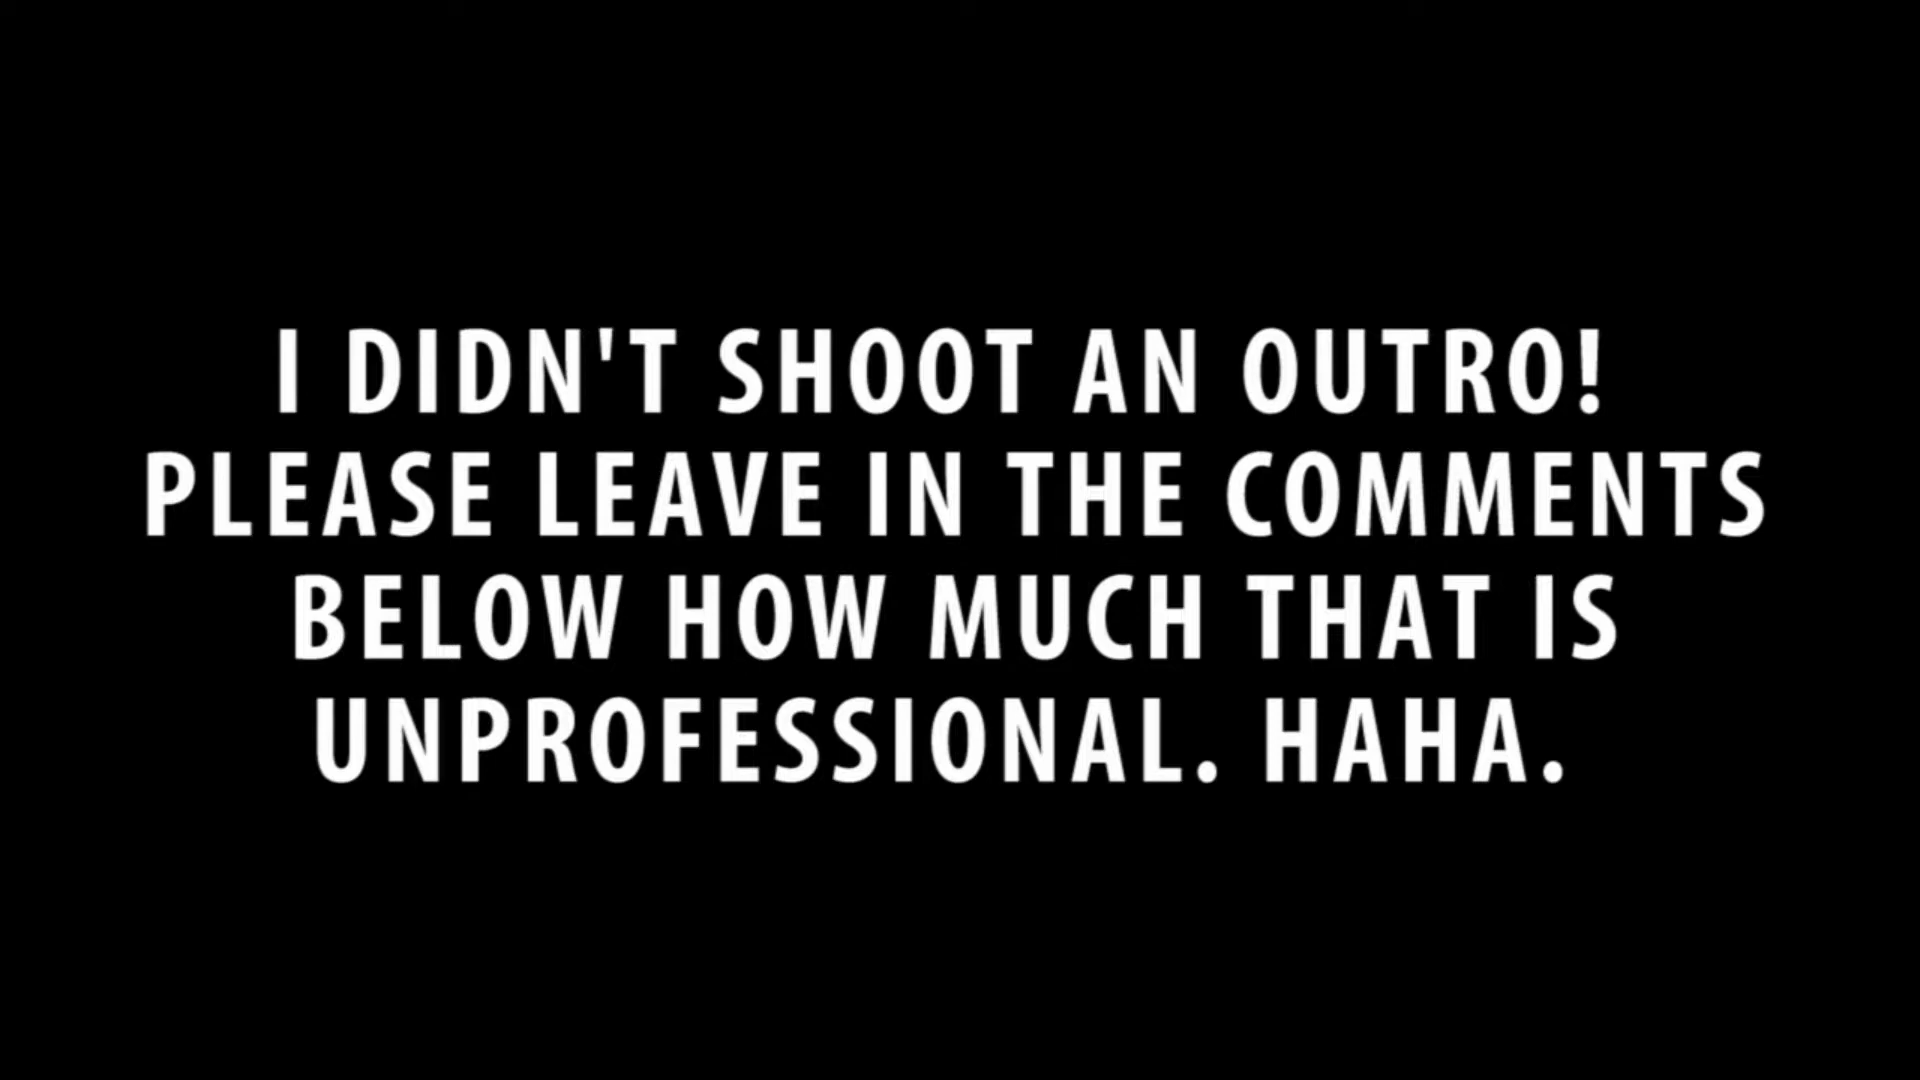 I DIDN'T SHOOT AN OUTRO!
PLEASE LEAVE IN THE COMMENTS
BELOW HOW MUCH THAT IS
UNPROFESSIONAL. HAHA.